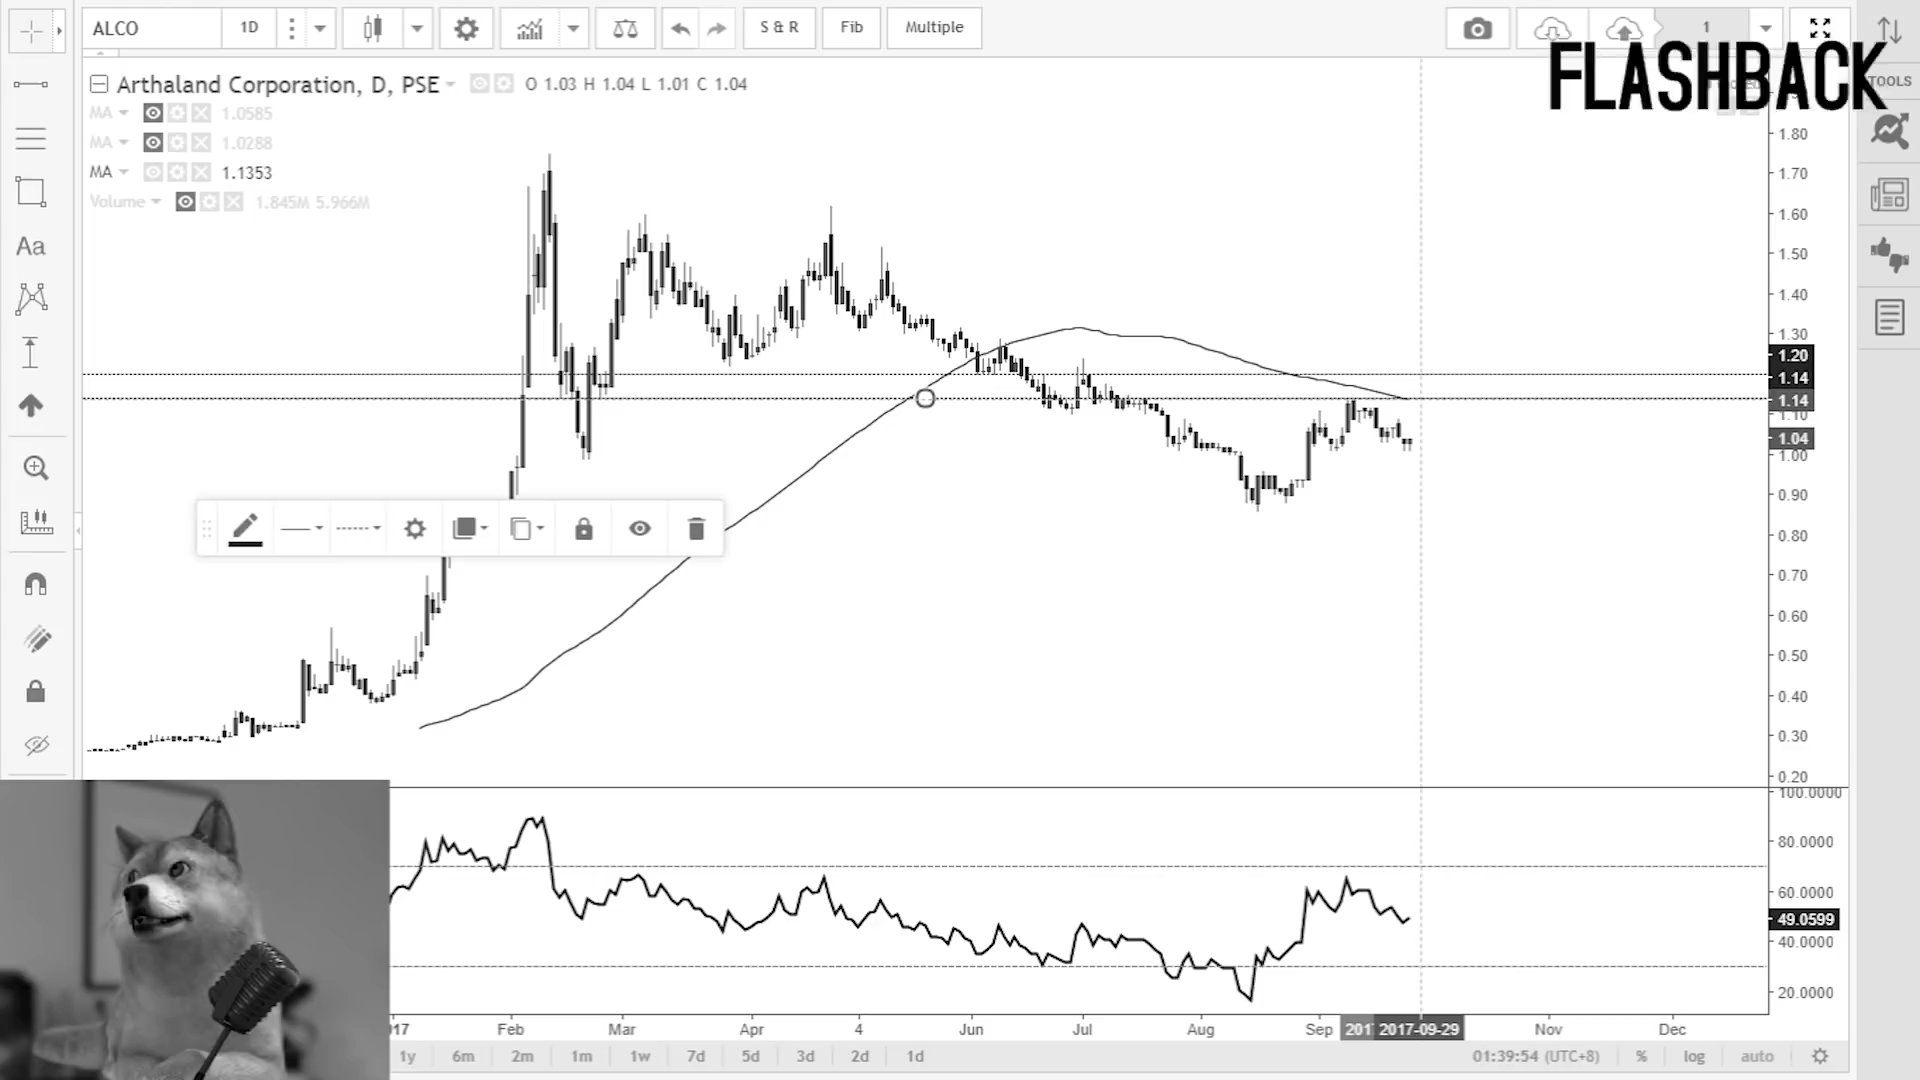 ALCO 1D S & R Fib Multiple 1
FLASHBACK
TOOLS
Arthaland Corporation, D, PSE O 1.03 H 1.04 L 1.01 C 1.04
MA 1.0585
MA 1.0288
MA 1.1353
Volume 1.845M 5.966M
Aa
1.80
1.70
1.60
1.50
1.40
1.30
1.20
1.14
1.14
1.10
1.04
1.00
0.90
0.80
0.70
0.60
0.50
0.40
0.30
0.20
100.0000
80.0000
60.0000
49.0599
40.0000
20.0000
Feb Mar Apr 4 Jun Jul Aug Sep 2017-09-29 Nov Dec
1y 6m 2m 1m 1w 7d 5d 3d 2d 1d 01:39:54 (UTC+8) % log auto